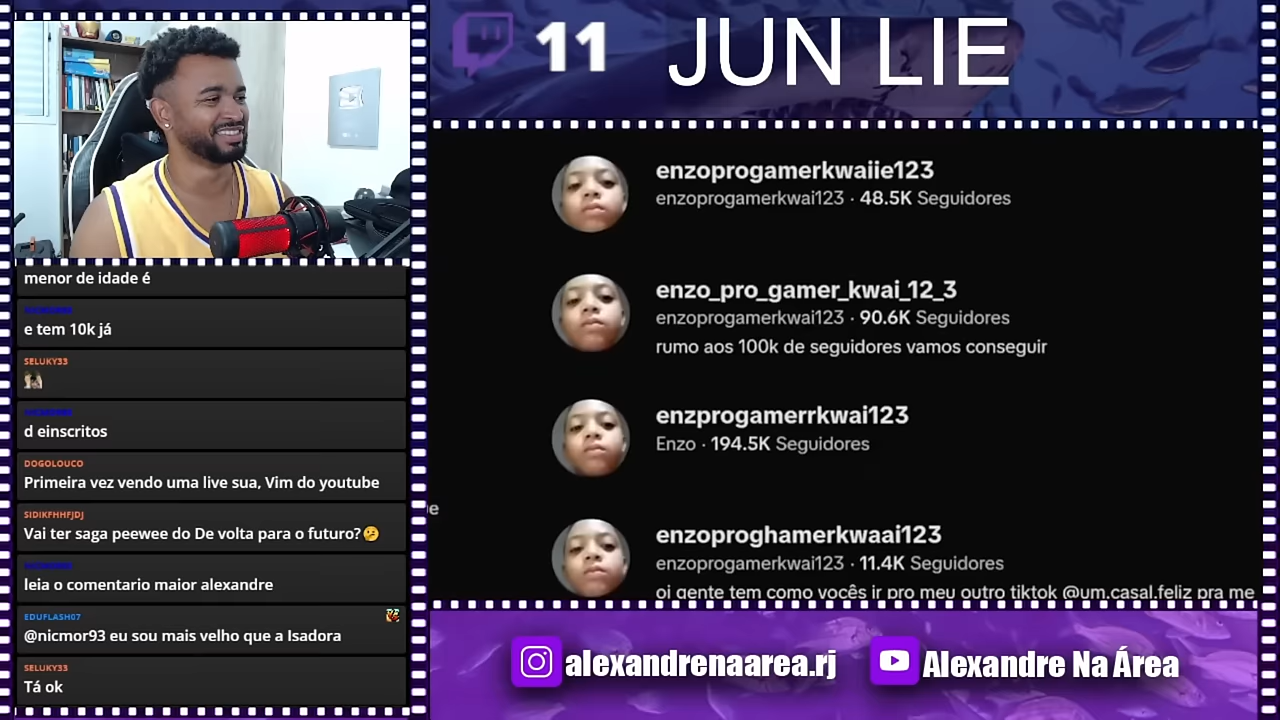 11
JUN LIE
menor de idade é
e tem 10k já
SELUKY33
d einscritos
DOGOLOUCO
Primeira vez vendo uma live sua, Vim do youtube
SIDIKFHHFJDJ
Vai ter saga peewee do De volta para o futuro?🤔
leia o comentario maior alexandre
EDUFLASH07
@nicmor93 eu sou mais velho que a Isadora
SELUKY33
Tá ok
enzoprogamerkwaiie123
enzoprogamerkwai123 · 48.5K Seguidores
enzo_pro_gamer_kwai_12_3
enzoprogamerkwai123 · 90.6K Seguidores
rumo aos 100k de seguidores vamos conseguir
enzprogamerrkwai123
Enzo · 194.5K Seguidores
enzoproghamerkwaai123
enzoprogamerkwai123 · 11.4K Seguidores
oi gente tem como vocês ir pro meu outro tiktok @um.casal.feliz pra me
alexandrenaarea.rj
Alexandre Na Área